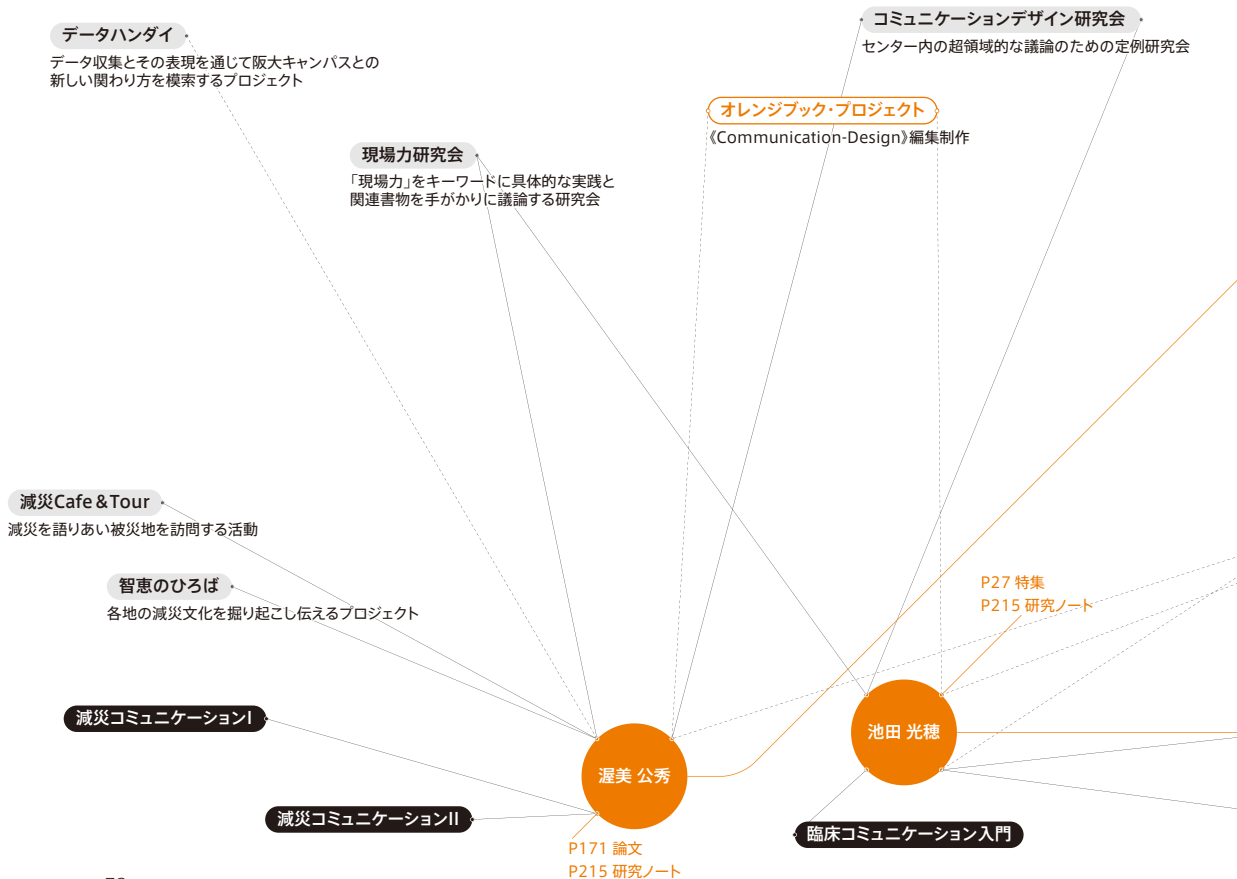 コミュニケーションデザイン研究会
センター内の超領域的な議論のための定例研究会
データハンダイ
データ収集とその表現を通じて阪大キャンパスとの
新しい関わり方を模索するプロジェクト
オレンジブック・プロジェクト
《Communication-Design》編集制作
現場力研究会
「現場力」をキーワードに具体的な実践と
関連書物を手がかりに議論する研究会
減災Cafe＆Tour
減災を語りあい被災地を訪問する活動
智恵のひろば
各地の減災文化を掘り起こし伝えるプロジェクト
P27 特集
P215 研究ノート
減災コミュニケーションI
池田 光穂
渥美 公秀
減災コミュニケーションII
臨床コミュニケーション入門
P171 論文
P215 研究ノート